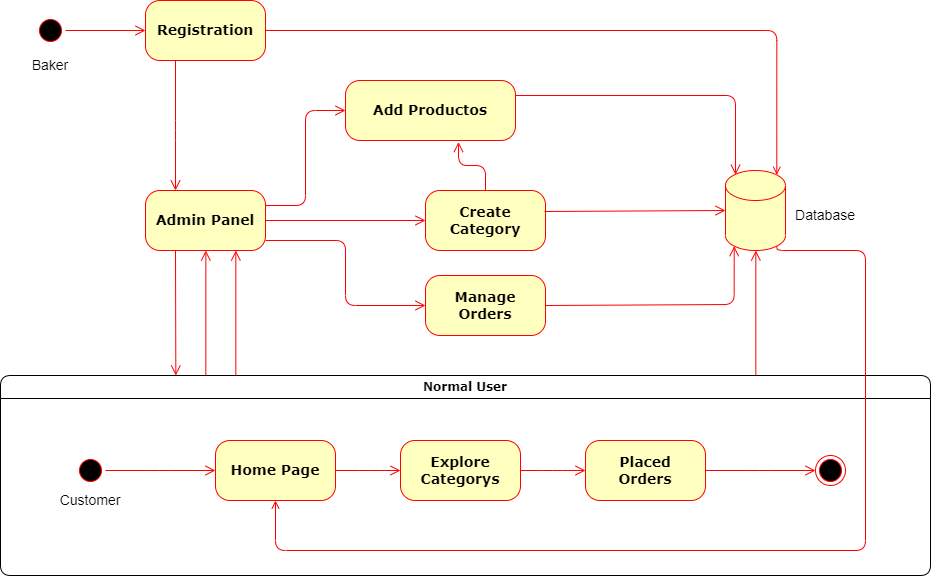 Registration
Baker
Add Productos
Admin Panel
Create
Category
Database
Manage
Orders
Normal User
Home Page
Explore
Categorys
Placed
Orders
Customer